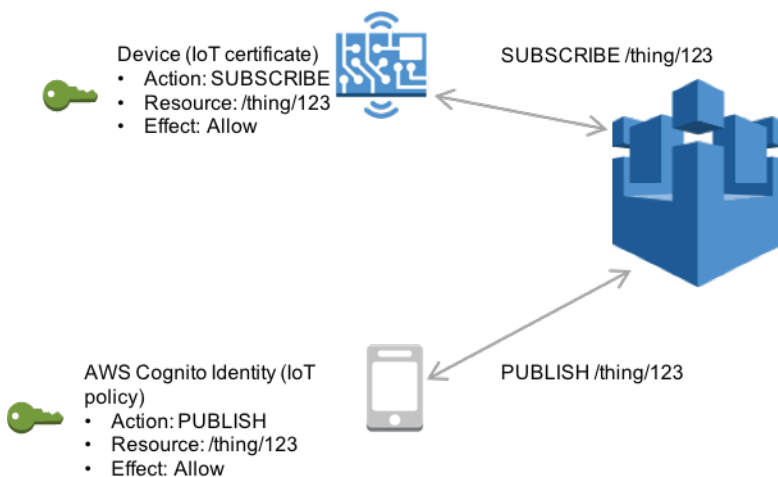 Device (IoT certificate)
• Action: SUBSCRIBE
• Resource: /thing/123
• Effect: Allow
SUBSCRIBE /thing/123
AWS Cognito Identity (IoT
policy)
• Action: PUBLISH
• Resource: /thing/123
• Effect: Allow
PUBLISH /thing/123